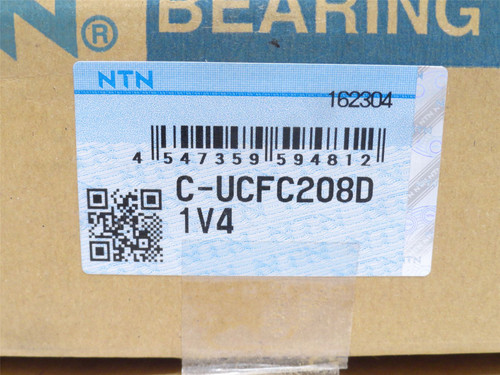 N® BEARING
NTN
162304
4 547359 594812
C-UCFC208D
1V4